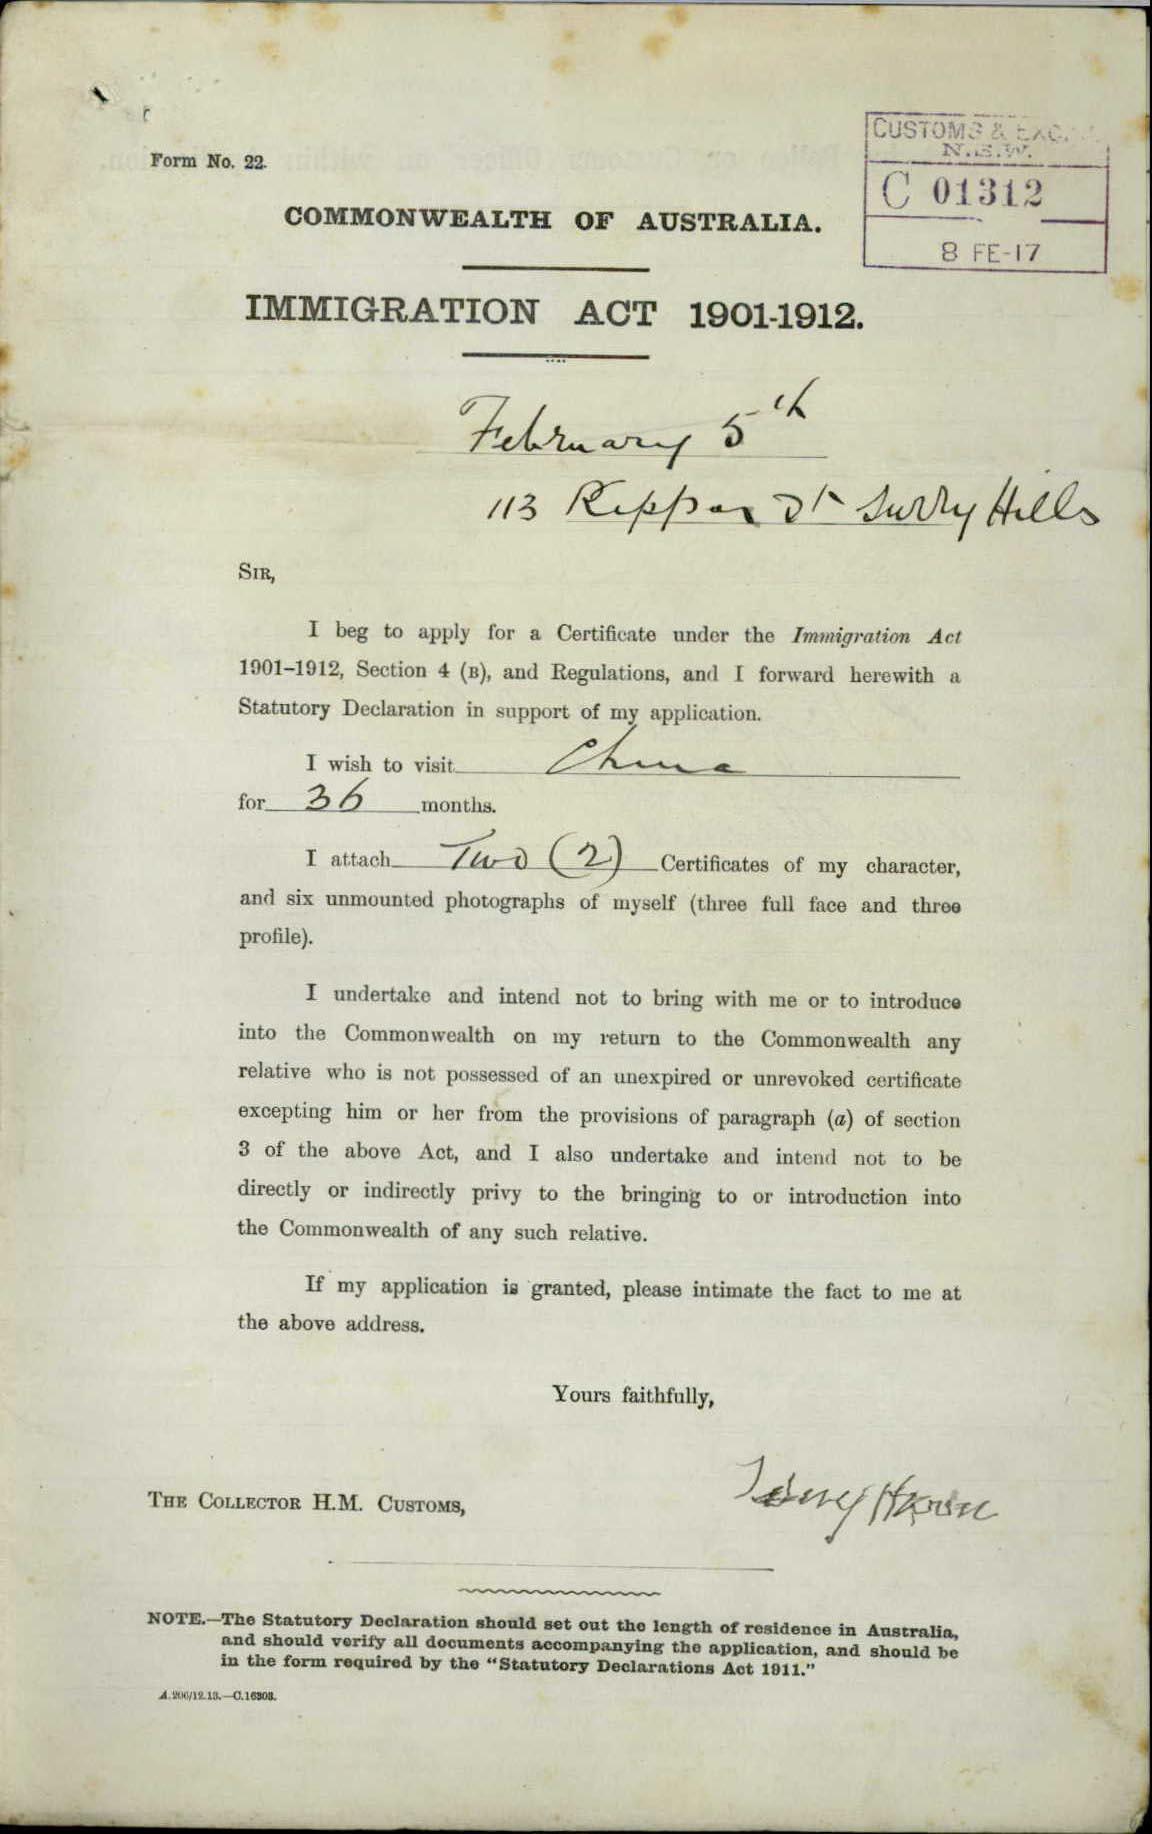 Form No. 22.
CUSTOMS & EXC
N.S.W.
C 01312
8 FE-17
COMMONWEALTH OF AUSTRALIA.
IMMIGRATION ACT 1901-1912.
February 5th
113 Reppon St Surry Hills
SIR,
I beg to apply for a Certificate under the Immigration Act
1901–1912, Section 4 (B), and Regulations, and I forward herewith a
Statutory Declaration in support of my application.
I wish to visit China
for 36 months.
I attach Two (2) Certificates of my character,
and six unmounted photographs of myself (three full face and three
profile).
I undertake and intend not to bring with me or to introduce
into the Commonwealth on my return to the Commonwealth any
relative who is not possessed of an unexpired or unrevoked certificate
excepting him or her from the provisions of paragraph (a) of section
3 of the above Act, and I also undertake and intend not to be
directly or indirectly privy to the bringing to or introduction into
the Commonwealth of any such relative.
If my application is granted, please intimate the fact to me at
the above address.
Yours faithfully,
THE COLLECTOR H.M. CUSTOMS,
NOTE.—The Statutory Declaration should set out the length of residence in Australia,
and should verify all documents accompanying the application, and should be
in the form required by the “Statutory Declarations Act 1911.”
A.206/12.13.—C.16303.